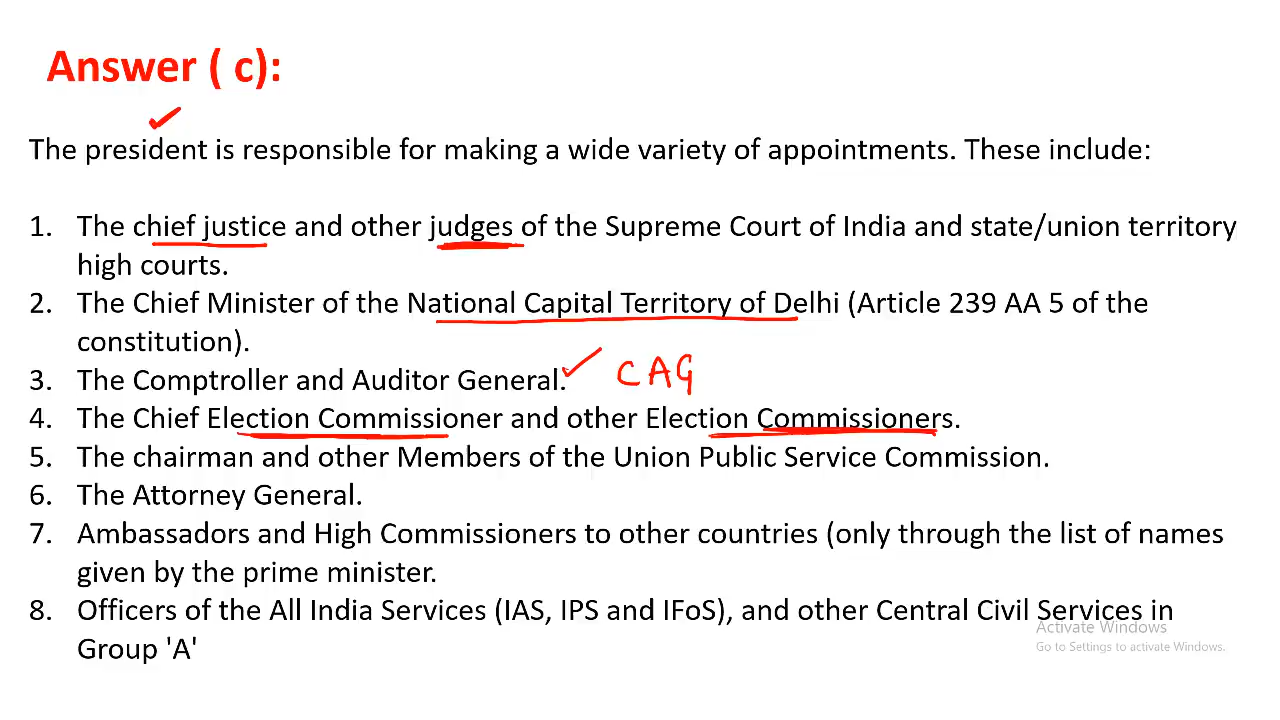 Answer ( c):
The president is responsible for making a wide variety of appointments. These include:
1. The chief justice and other judges of the Supreme Court of India and state/union territory
high courts.
2. The Chief Minister of the National Capital Territory of Delhi (Article 239 AA 5 of the
constitution).
3. The Comptroller and Auditor General. CAG
4. The Chief Election Commissioner and other Election Commissioners.
5. The chairman and other Members of the Union Public Service Commission.
6. The Attorney General.
7. Ambassadors and High Commissioners to other countries (only through the list of names
given by the prime minister.
8. Officers of the All India Services (IAS, IPS and IFoS), and other Central Civil Services in
Group 'A'
Activate Windows
Go to Settings to activate Windows.